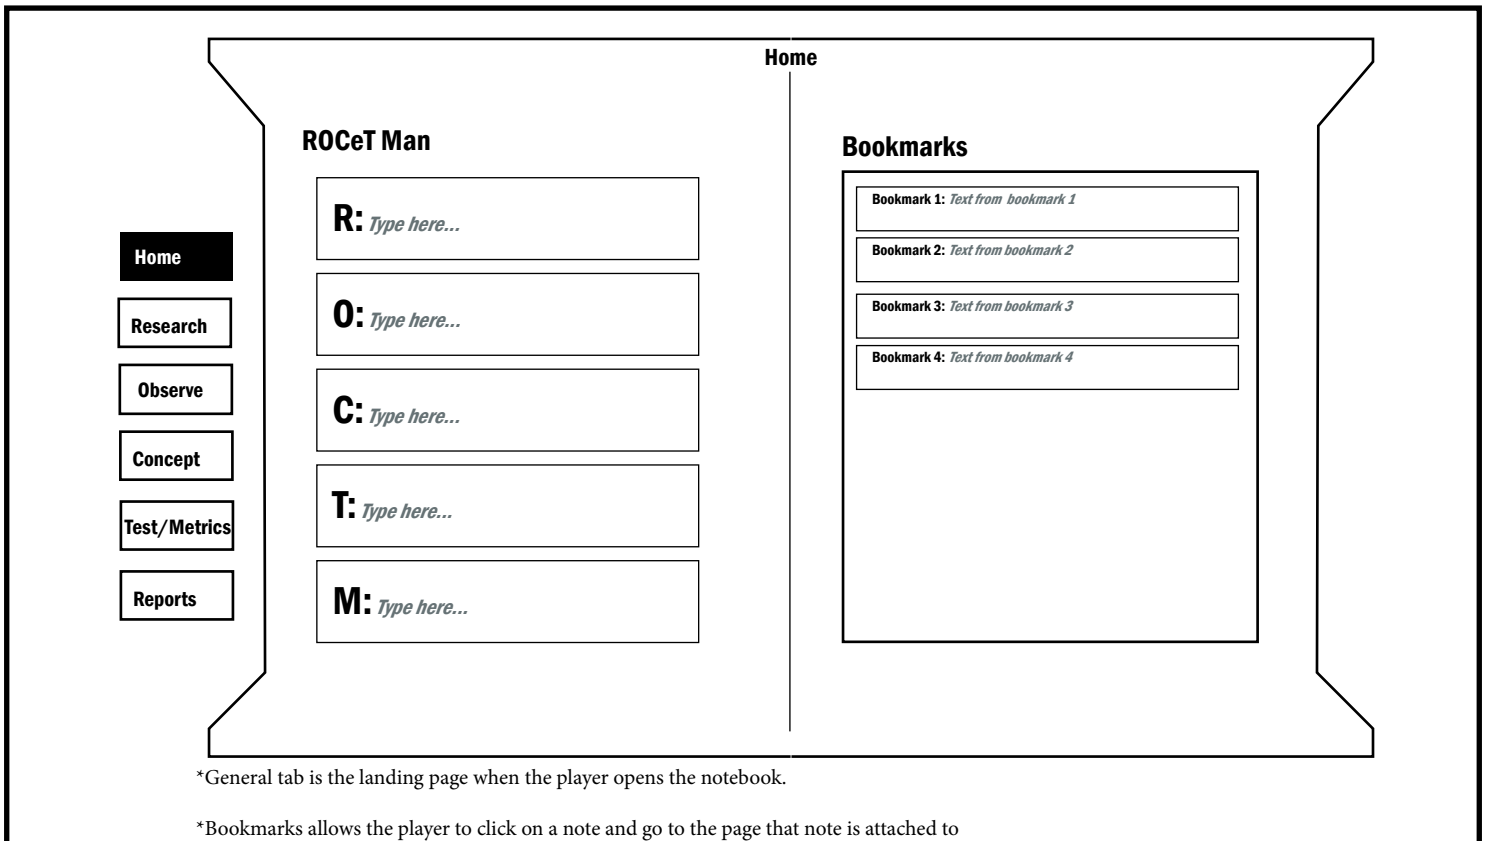 Home
ROCeT Man
R: Type here...
O: Type here...
C: Type here...
T: Type here...
M: Type here...
Bookmarks
Bookmark 1: Text from bookmark 1
Bookmark 2: Text from bookmark 2
Bookmark 3: Text from bookmark 3
Bookmark 4: Text from bookmark 4
Home
Research
Observe
Concept
Test/Metrics
Reports
*General tab is the landing page when the player opens the notebook.
*Bookmarks allows the player to click on a note and go to the page that note is attached to